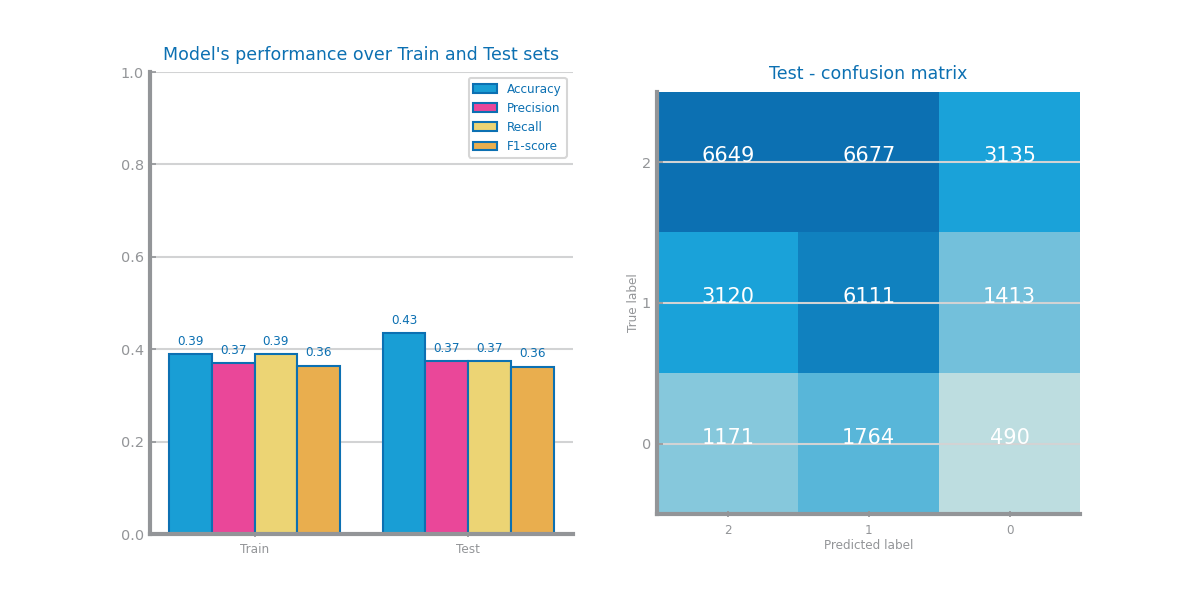 Model's performance over Train and Test sets
1.0
0.8
0.6
0.4
0.2
0.0
Accuracy
Precision
Recall
F1-score
0.39
0.37
0.39
0.36
0.43
0.37
0.37
0.36
Train
Test
Test - confusion matrix
True label
2
1
0
6649 6677 3135
3120 6111 1413
1171 1764 490
2 1 0
Predicted label